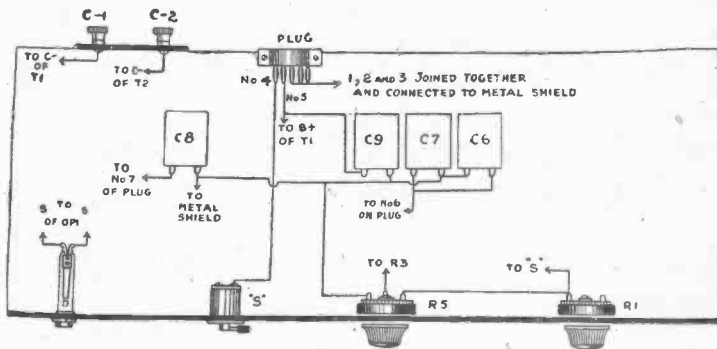 C-1
C-2
PLUG
TO C-
OF
T1
TO C-
OF T2
No 4
No 5
1, 2 AND 3 JOINED TOGETHER
AND CONNECTED TO METAL SHIELD
TO B+
OF T1
C8
C9
C7
C6
TO
No 7
OF PLUG
TO
METAL
SHIELD
TO No 6
ON PLUG
S TO S
OF OP1
"S"
TO R3
R5
TO "S"
R1